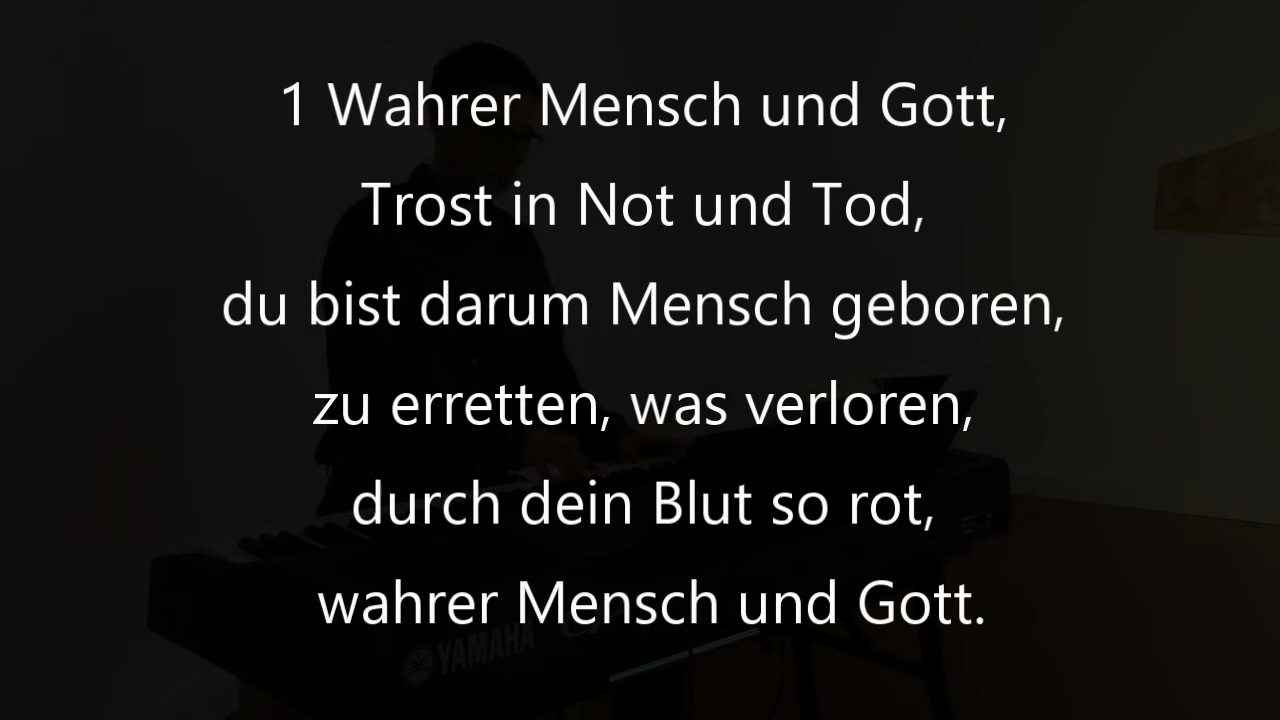 1 Wahrer Mensch und Gott,
Trost in Not und Tod,
du bist darum Mensch geboren,
zu erretten, was verloren,
durch dein Blut so rot,
wahrer Mensch und Gott.
YAMAHA